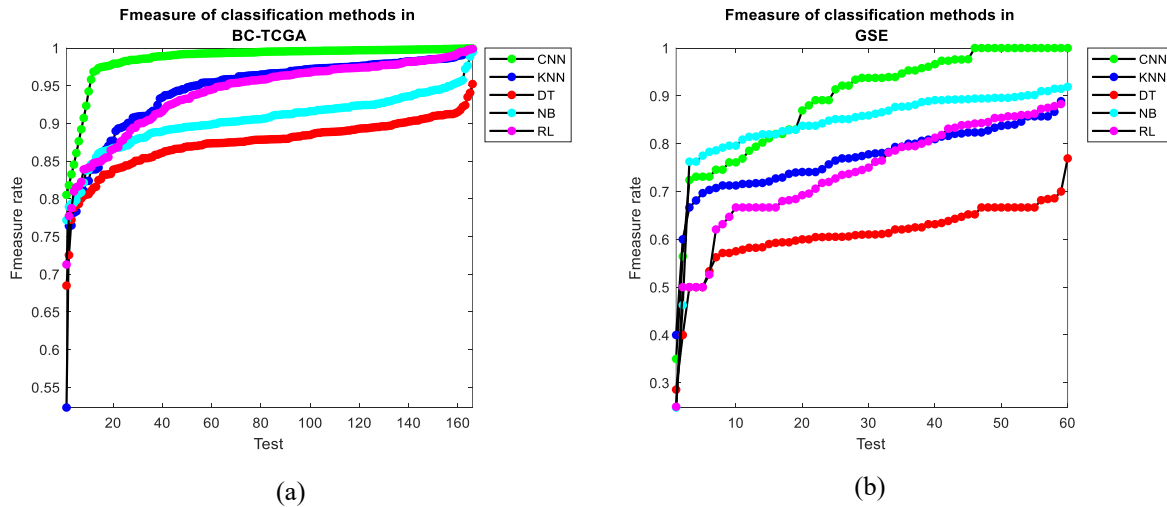 Fmeasure of classification methods in
BC-TCGA
1
0.95
0.9
0.85
0.8
0.75
0.7
0.65
0.6
0.55
Fmeasure rate
20 40 60 80 100 120 140 160
Test
CNN
KNN
DT
NB
RL
(a)
Fmeasure of classification methods in
GSE
1
0.9
0.8
0.7
0.6
0.5
0.4
0.3
Fmeasure rate
10 20 30 40 50 60
Test
CNN
KNN
DT
NB
RL
(b)